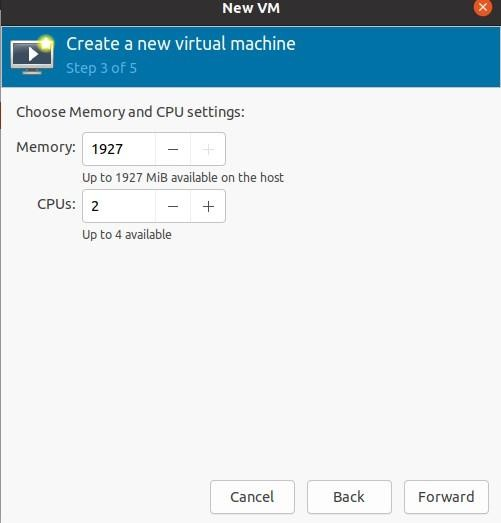 New VM
Create a new virtual machine
Step 3 of 5
Choose Memory and CPU settings:
Memory: 1927 − +
Up to 1927 MiB available on the host
CPUs: 2 − +
Up to 4 available
Cancel Back Forward